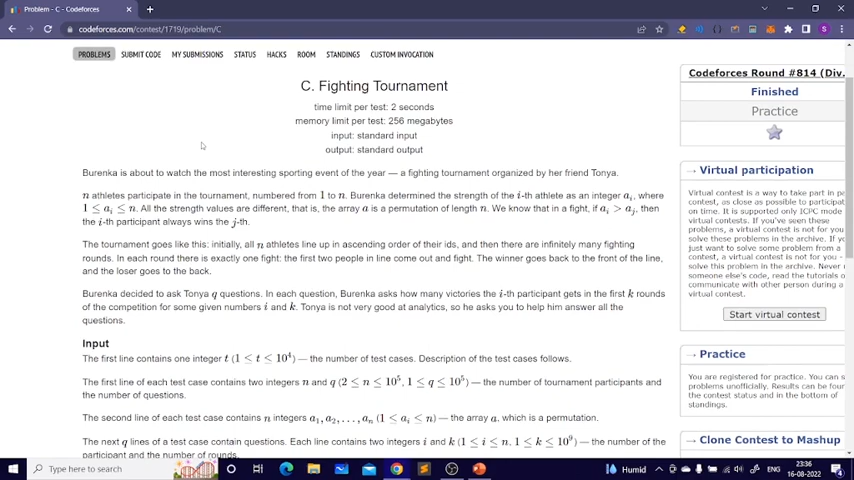 Problem - C - Codeforces
codeforces.com/contest/1719/problem/C
PROBLEMS SUBMIT CODE MY SUBMISSIONS STATUS HACKS ROOM STANDINGS CUSTOM INVOCATION
C. Fighting Tournament
time limit per test: 2 seconds
memory limit per test: 256 megabytes
input: standard input
output: standard output
Burenka is about to watch the most interesting sporting event of the year — a fighting tournament organized by her friend Tonya.
n athletes participate in the tournament, numbered from 1 to n. Burenka determined the strength of the i-th athlete as an integer a_i, where
1 ≤ a_i ≤ n. All the strength values are different, that is, the array a is a permutation of length n. We know that in a fight, if a_i > a_j, then
the i-th participant always wins the j-th.
The tournament goes like this: initially, all n athletes line up in ascending order of their ids, and then there are infinitely many fighting
rounds. In each round there is exactly one fight: the first two people in line come out and fight. The winner goes back to the front of the line,
and the loser goes to the back.
Burenka decided to ask Tonya q questions. In each question, Burenka asks how many victories the i-th participant gets in the first k rounds
of the competition for some given numbers i and k. Tonya is not very good at analytics, so he asks you to help him answer all the
questions.
Input
The first line contains one integer t (1 ≤ t ≤ 10^4) — the number of test cases. Description of the test cases follows.
The first line of each test case contains two integers n and q (2 ≤ n ≤ 10^5, 1 ≤ q ≤ 10^5) — the number of tournament participants and
the number of questions.
The second line of each test case contains n integers a_1, a_2, …, a_n (1 ≤ a_i ≤ n) — the array a, which is a permutation.
The next q lines of a test case contain questions. Each line contains two integers i and k (1 ≤ i ≤ n, 1 ≤ k ≤ 10^9) — the number of the
participant and the number of rounds.
Codeforces Round #814 (Div.
Finished
Practice
→ Virtual participation
Virtual contest is a way to take part in pa
contest, as close as possible to participat
on time. It is supported only ICPC mode
virtual contests. If you've seen these
problems, a virtual contest is not for you -
solve these problems in the archive. If yo
just want to solve some problem from a
contest, a virtual contest is not for you -
solve this problem in the archive. Never u
someone else's code, read the tutorials o
communicate with other person during a
virtual contest.
Start virtual contest
→ Practice
You are registered for practice. You can s
problems unofficially. Results can be foun
the contest status and in the bottom of
standings.
→ Clone Contest to Mashup
Type here to search
Humid
ENG
23:36
16-08-2022